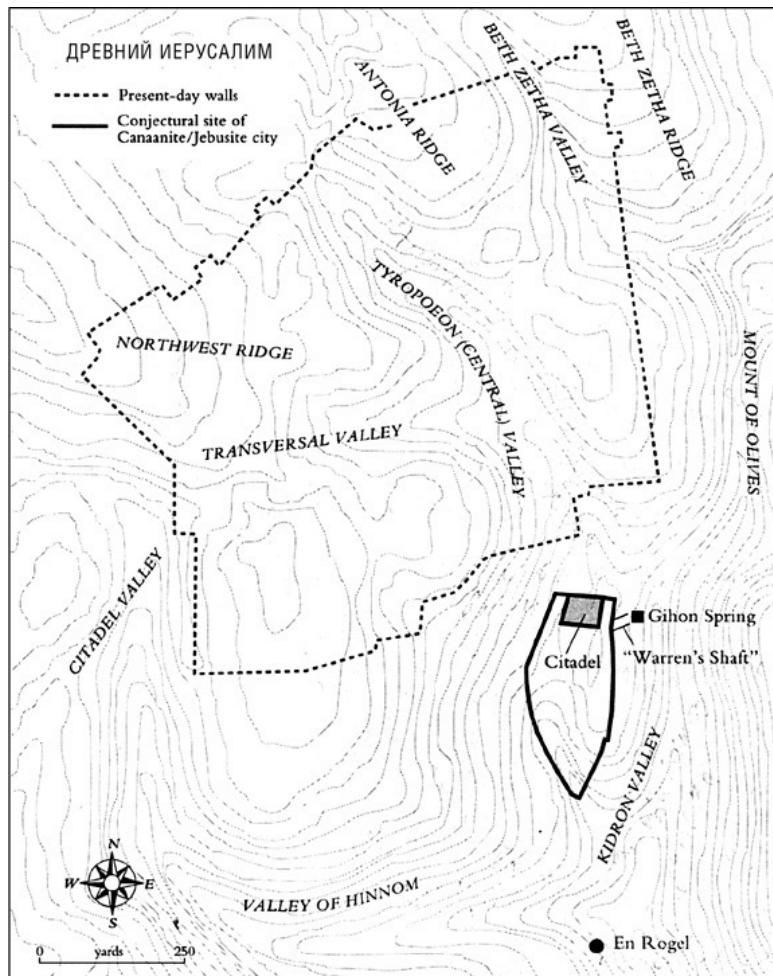 ДРЕВНИЙ ИЕРУСАЛИМ
Present-day walls
Conjectural site of
Canaanite/Jebusite city
ANTONIA RIDGE
BETH ZETHA VALLEY
BETH ZETHA RIDGE
TYROPOEON (CENTRAL) VALLEY
NORTHWEST RIDGE
MOUNT OF OLIVES
TRANSVERSAL VALLEY
CITADEL VALLEY
Gihon Spring
Citadel
"Warren's Shaft"
KIDRON VALLEY
N
W E
S
VALLEY OF HINNOM
En Rogel
0 yards 250